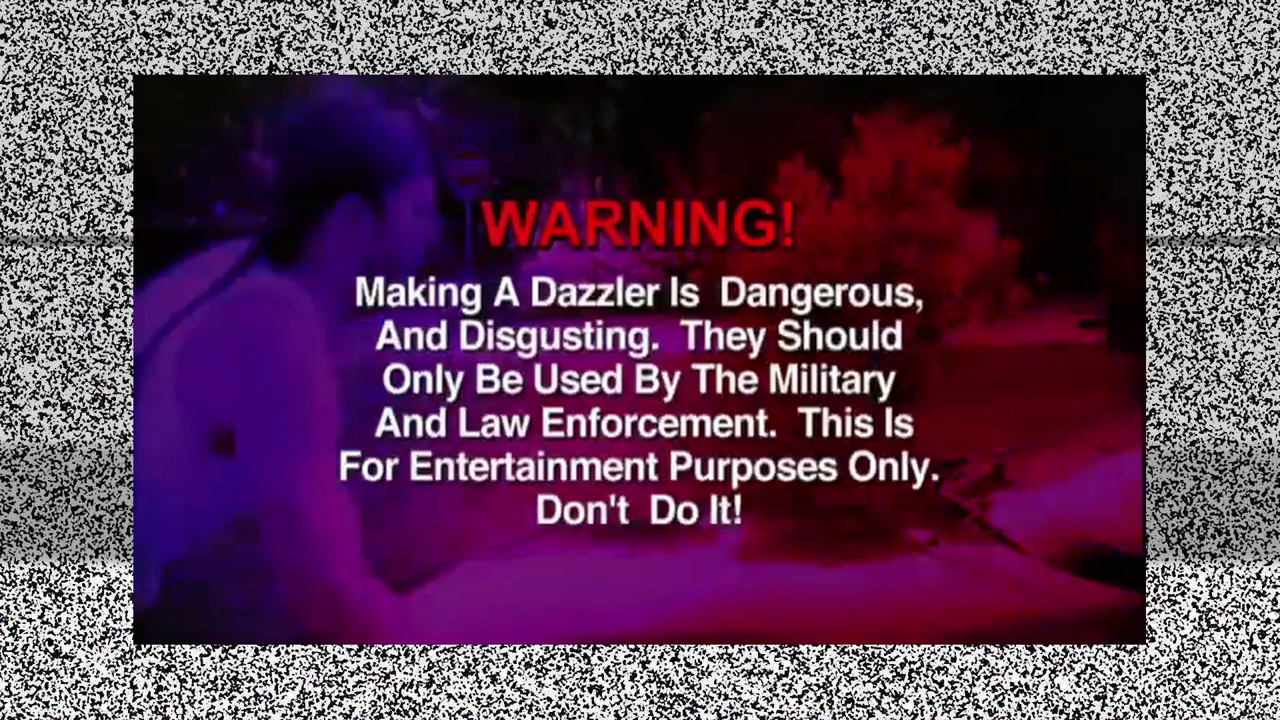 WARNING!
Making A Dazzler Is  Dangerous,
And Disgusting.  They Should
Only Be Used By The Military
And Law Enforcement.  This Is
For Entertainment Purposes Only.
Don't  Do It!